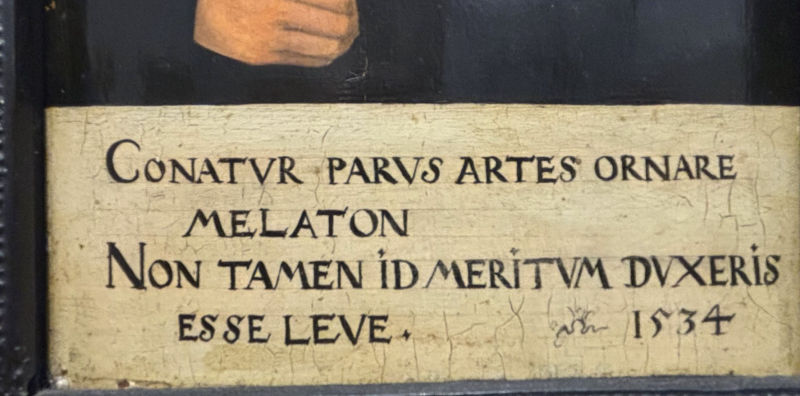 CONATVR PARVS ARTES ORNARE
MELATON
NON TAMEN ID MERITVM DVXERIS
ESSE LEVE. 1534